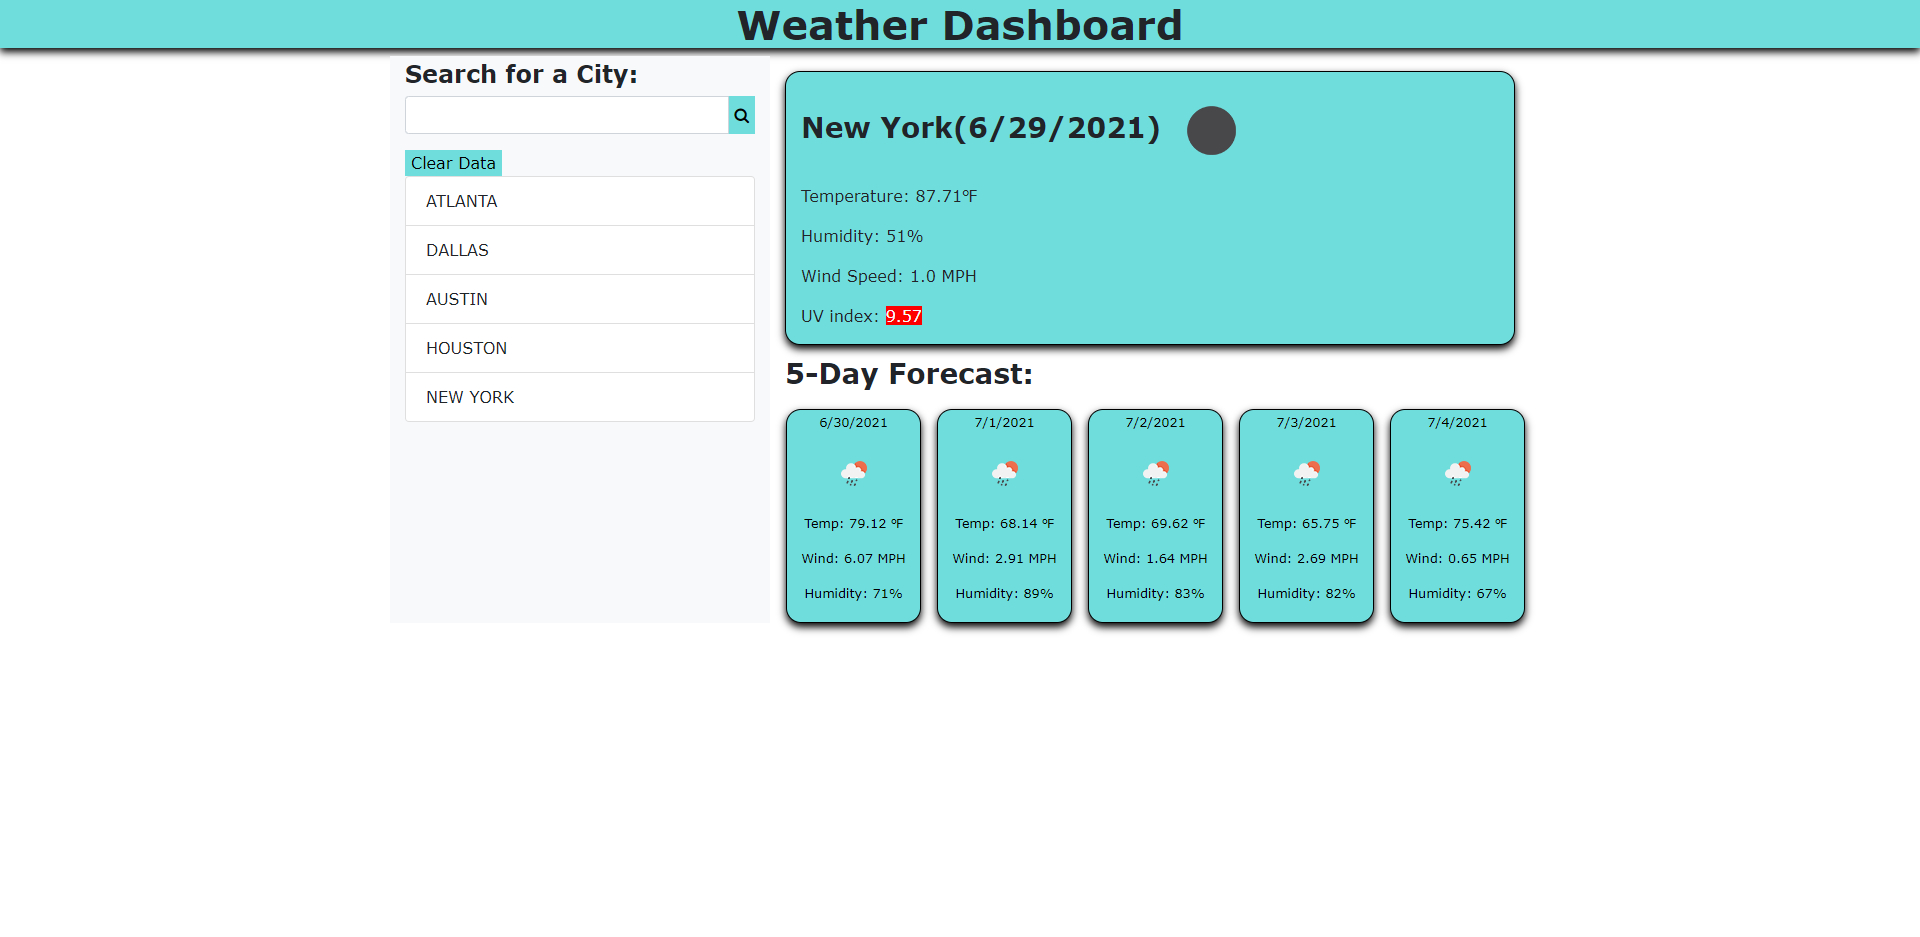 Weather Dashboard
Search for a City:
Clear Data
ATLANTA
DALLAS
AUSTIN
HOUSTON
NEW YORK
New York(6/29/2021)
Temperature: 87.71°F
Humidity: 51%
Wind Speed: 1.0 MPH
UV index: 9.57
5-Day Forecast:
6/30/2021
Temp: 79.12 °F
Wind: 6.07 MPH
Humidity: 71%
7/1/2021
Temp: 68.14 °F
Wind: 2.91 MPH
Humidity: 89%
7/2/2021
Temp: 69.62 °F
Wind: 1.64 MPH
Humidity: 83%
7/3/2021
Temp: 65.75 °F
Wind: 2.69 MPH
Humidity: 82%
7/4/2021
Temp: 75.42 °F
Wind: 0.65 MPH
Humidity: 67%